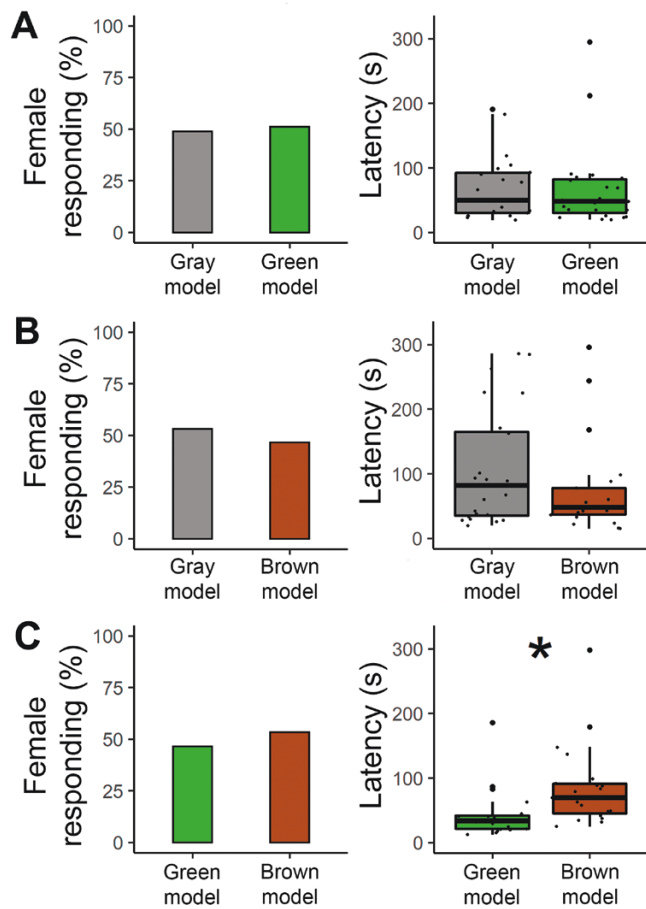 A
Female
responding (%)
100
75
50
25
0
Gray
model
Green
model
Latency (s)
300
200
100
0
Gray
model
Green
model
B
Female
responding (%)
100
75
50
25
0
Gray
model
Brown
model
Latency (s)
300
200
100
0
Gray
model
Brown
model
C
Female
responding (%)
100
75
50
25
0
Green
model
Brown
model
Latency (s)
300
200
100
0
*
Green
model
Brown
model